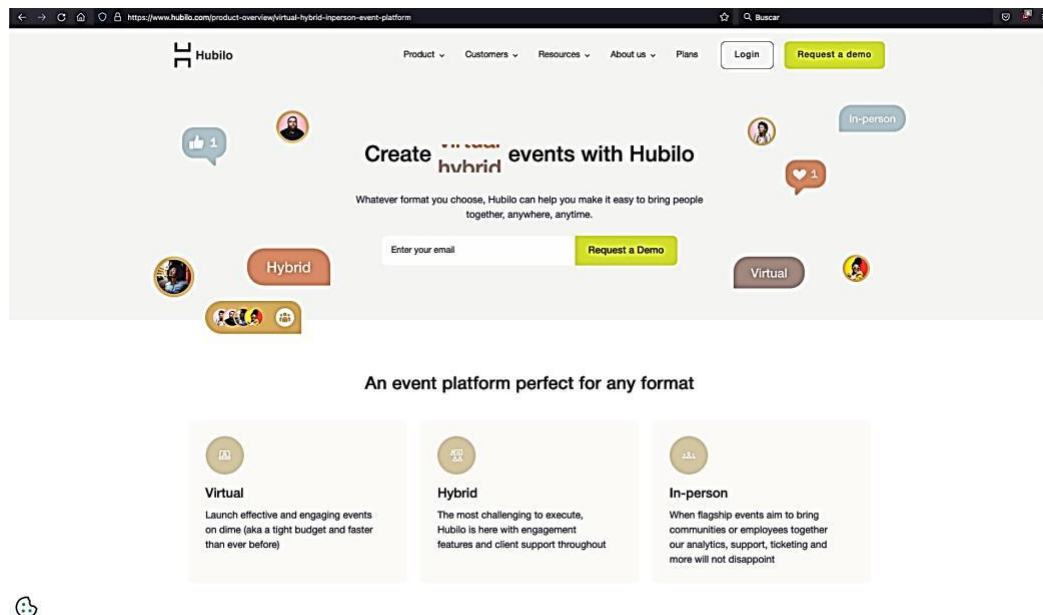 https://www.hubilo.com/product-overview/virtual-hybrid-inperson-event-platform
Buscar
Hubilo
Product
Customers
Resources
About us
Plans
Login
Request a demo
In-person
1
Create virtual hybrid events with Hubilo
1
Whatever format you choose, Hubilo can help you make it easy to bring people
together, anywhere, anytime.
Enter your email
Request a Demo
Hybrid
Virtual
An event platform perfect for any format
Virtual
Launch effective and engaging events
on dime (aka a tight budget and faster
than ever before)
Hybrid
The most challenging to execute,
Hubilo is here with engagement
features and client support throughout
In-person
When flagship events aim to bring
communities or employees together
our analytics, support, ticketing and
more will not disappoint